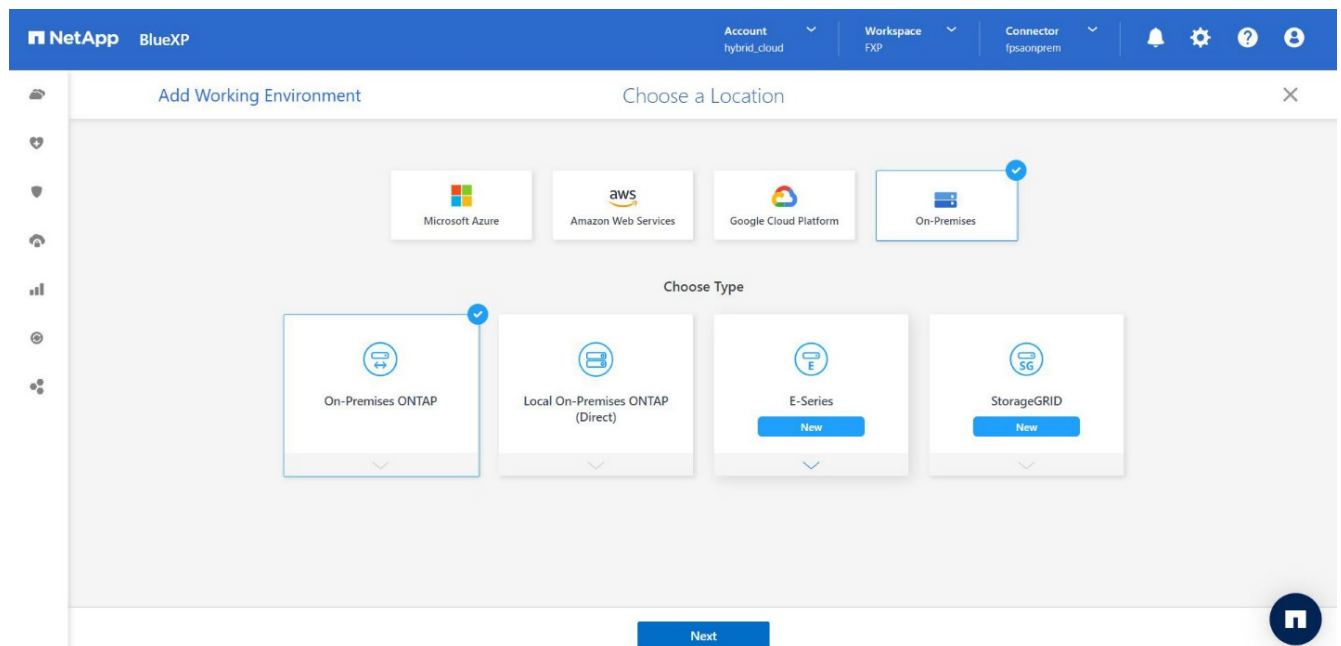 NetApp BlueXP
Account
hybrid_cloud
Workspace
FXP
Connector
fpsaonprem
Add Working Environment
Choose a Location
Microsoft Azure
aws
Amazon Web Services
Google Cloud Platform
On-Premises
Choose Type
On-Premises ONTAP
Local On-Premises ONTAP
(Direct)
E
E-Series
New
SG
StorageGRID
New
Next